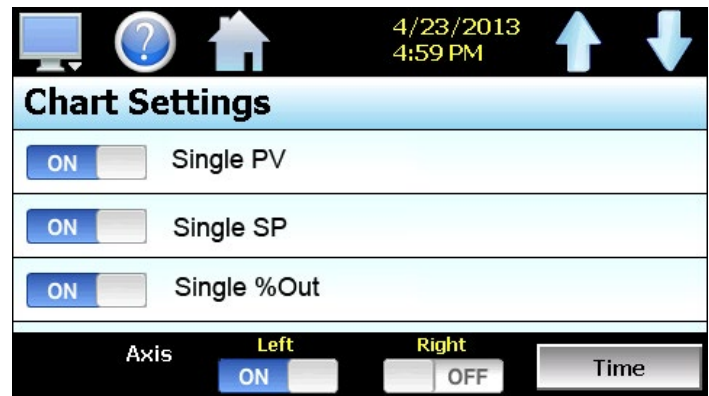 ?
4/23/2013
4:59 PM
Chart Settings
ON Single PV
ON Single SP
ON Single %Out
Axis Left Right
ON OFF Time